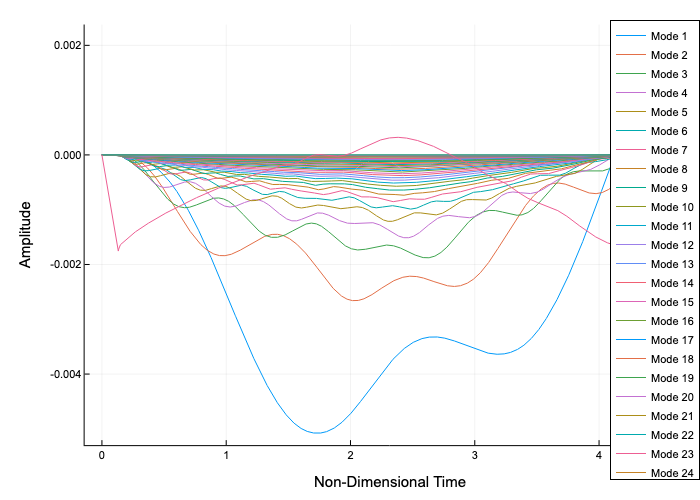 0.002
0.000
-0.002
-0.004
Amplitude
0
1
2
3
4
Non-Dimensional Time
Mode 1
Mode 2
Mode 3
Mode 4
Mode 5
Mode 6
Mode 7
Mode 8
Mode 9
Mode 10
Mode 11
Mode 12
Mode 13
Mode 14
Mode 15
Mode 16
Mode 17
Mode 18
Mode 19
Mode 20
Mode 21
Mode 22
Mode 23
Mode 24